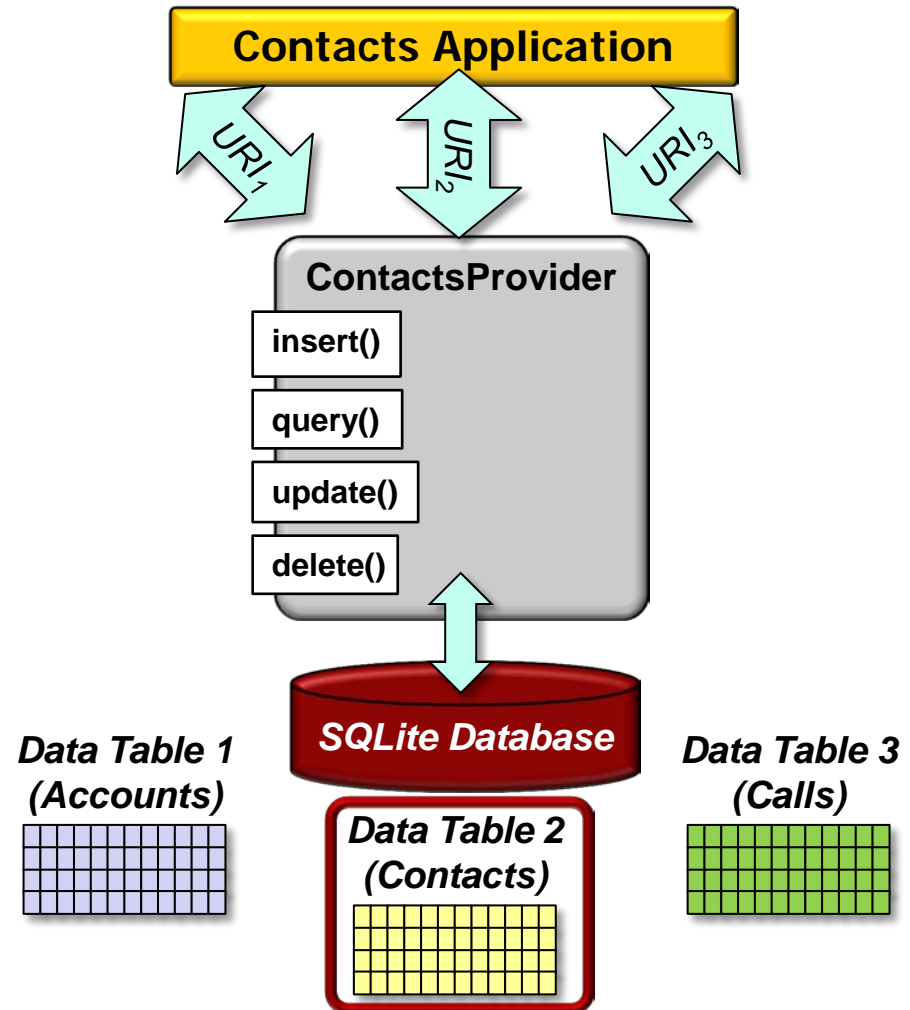 Contacts Application
URI1
URI2
URI3
ContactsProvider
insert()
query()
update()
delete()
SQLite Database
Data Table 1
(Accounts)
Data Table 2
(Contacts)
Data Table 3
(Calls)